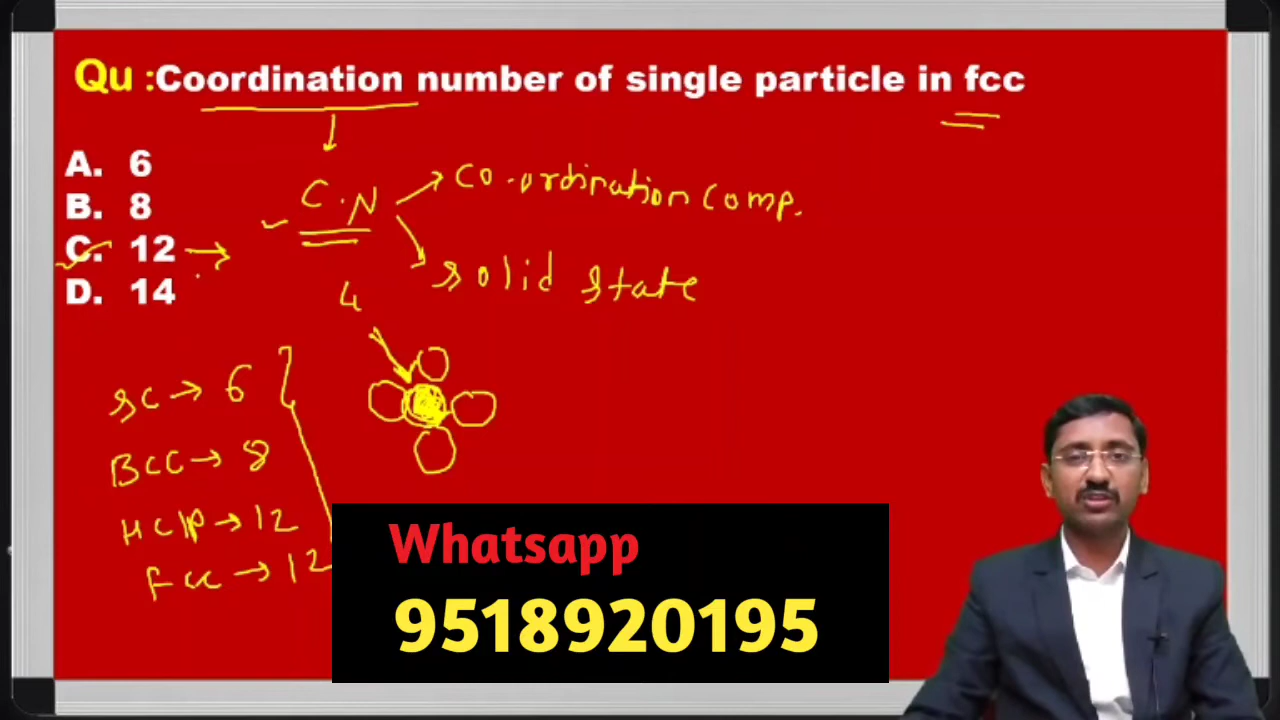 Qu :Coordination number of single particle in fcc
A. 6
B. 8
C. 12 →
D. 14
C.N
Co-ordination Comp.
Solid State
4
SC → 6
BCC → 8
HCP → 12
FCC → 12
Whatsapp
9518920195